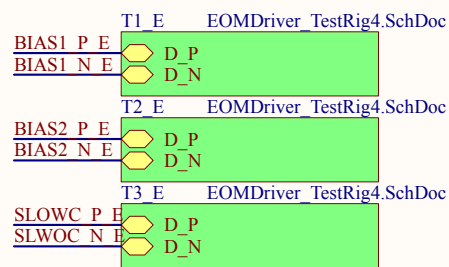 T1_E EOMDriver_TestRig4.SchDoc
BIAS1_P_E D_P
BIAS1_N_E D_N
T2_E EOMDriver_TestRig4.SchDoc
BIAS2_P_E D_P
BIAS2_N_E D_N
T3_E EOMDriver_TestRig4.SchDoc
SLOWC_P_E D_P
SLWOC_N_E D_N